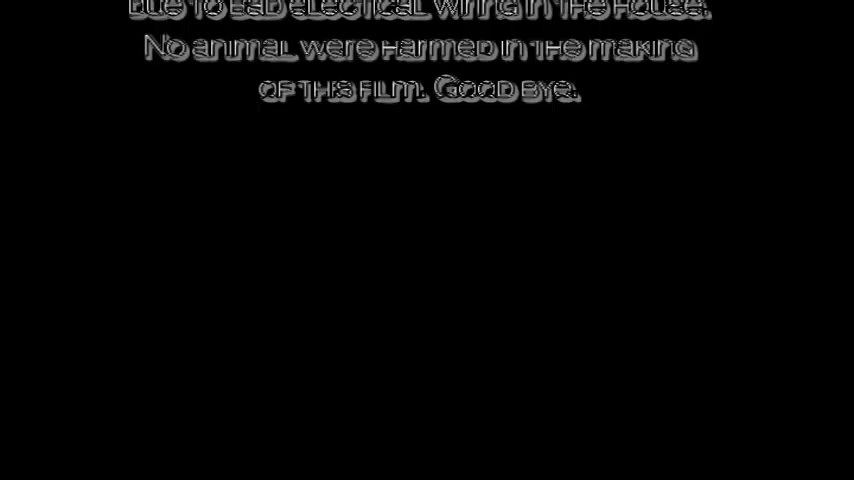 Due to bad electical wiring in the house.
No animal were harmed in the making
of this film. Good bye.